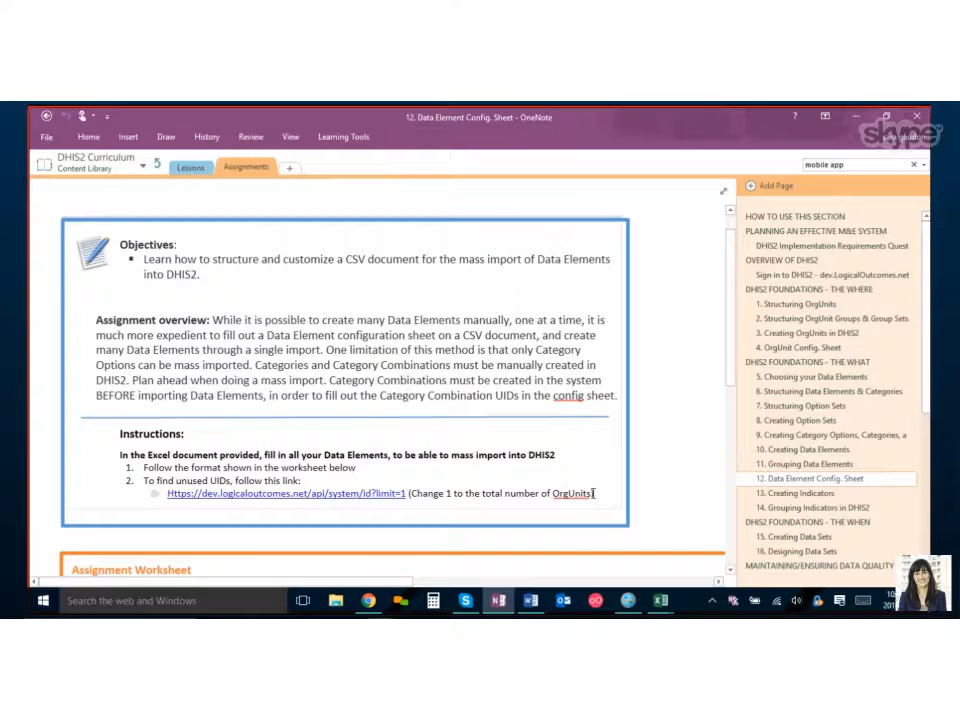 12. Data Element Config. Sheet - OneNote
?
skype
File
Home
Insert
Draw
History
Review
View
Learning Tools
DHIS2 Curriculum
Content Library
Lessons
Assignments
mobile app
Add Page
Objectives:
Learn how to structure and customize a CSV document for the mass import of Data Elements
into DHIS2.
Assignment overview: While it is possible to create many Data Elements manually, one at a time, it is
much more expedient to fill out a Data Element configuration sheet on a CSV document, and create
many Data Elements through a single import. One limitation of this method is that only Category
Options can be mass imported. Categories and Category Combinations must be manually created in
DHIS2. Plan ahead when doing a mass import. Category Combinations must be created in the system
BEFORE importing Data Elements, in order to fill out the Category Combination UIDs in the config sheet.
Instructions:
In the Excel document provided, fill in all your Data Elements, to be able to mass import into DHIS2
1. Follow the format shown in the worksheet below
2. To find unused UIDs, follow this link:
Https://dev.logicaloutcomes.net/api/system/id?limit=1 (Change 1 to the total number of OrgUnits)
Assignment Worksheet
HOW TO USE THIS SECTION
PLANNING AN EFFECTIVE M&E SYSTEM
DHIS2 Implementation Requirements Quest
OVERVIEW OF DHIS2
Sign in to DHIS2 - dev.LogicalOutcomes.net
DHIS2 FOUNDATIONS - THE WHERE
1. Structuring OrgUnits
2. Structuring OrgUnit Groups & Group Sets
3. Creating OrgUnits in DHIS2
4. OrgUnit Config. Sheet
DHIS2 FOUNDATIONS - THE WHAT
5. Choosing your Data Elements
6. Structuring Data Elements & Categories
7. Structuring Option Sets
8. Creating Option Sets
9. Creating Category Options, Categories, a
10. Creating Data Elements
11. Grouping Data Elements
12. Data Element Config. Sheet
13. Creating Indicators
14. Grouping Indicators in DHIS2
DHIS2 FOUNDATIONS - THE WHEN
15. Creating Data Sets
16. Designing Data Sets
MAINTAINING/ENSURING DATA QUALITY
Search the web and Windows